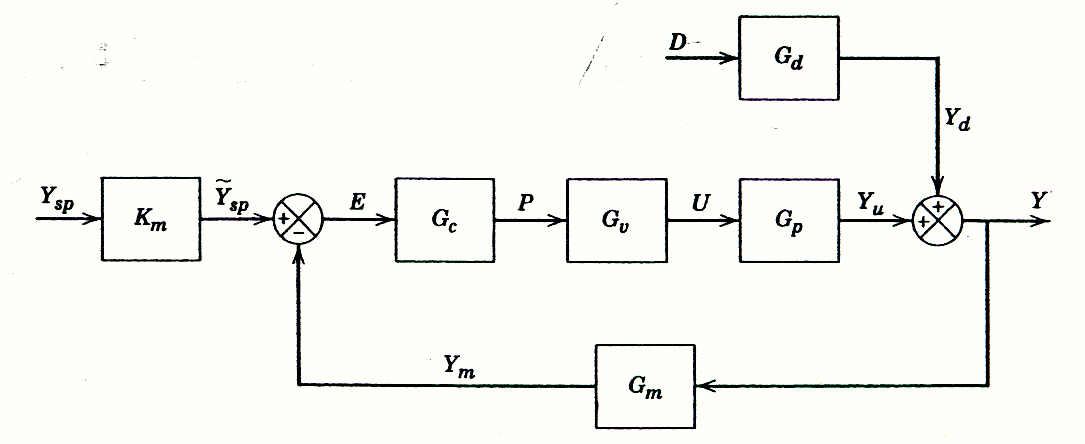 D
G_d
Y_d
Y_sp
K_m
Ỹ_sp
+
−
E
G_c
P
G_v
U
G_p
Y_u
+
+
Y
Y_m
G_m